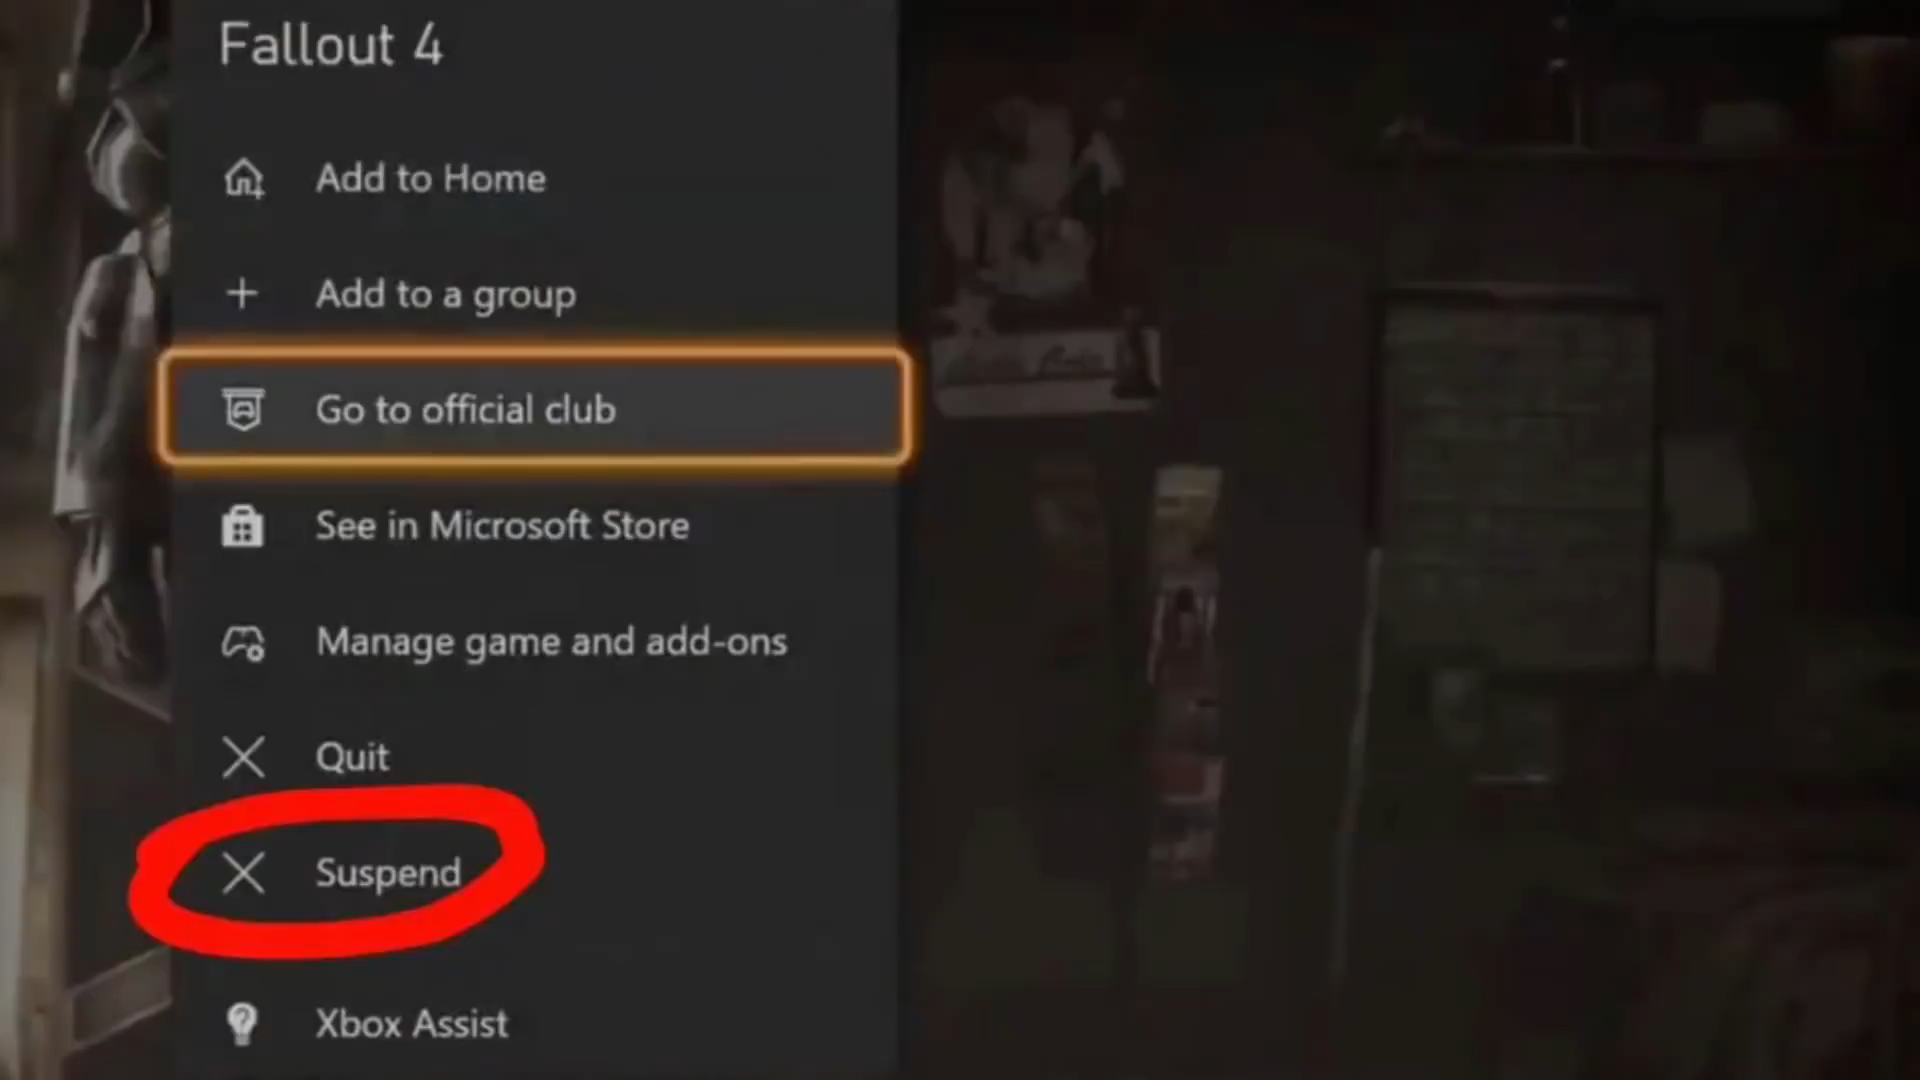 Fallout 4
Add to Home
Add to a group
Go to official club
See in Microsoft Store
Manage game and add-ons
Quit
Suspend
Xbox Assist